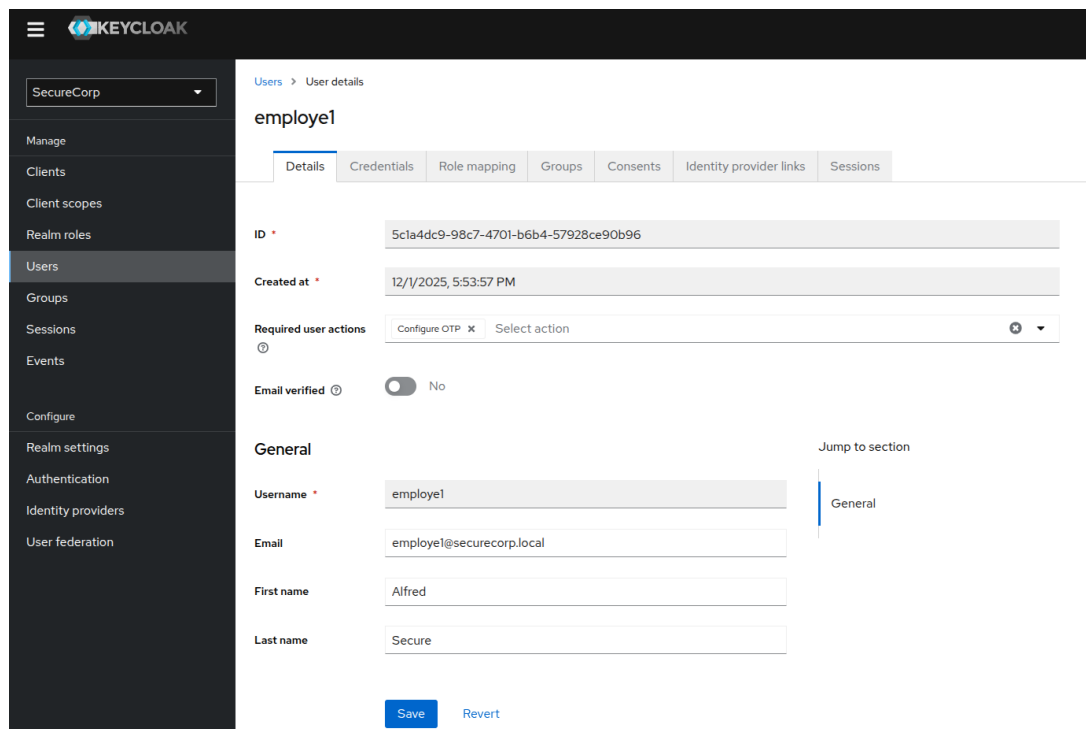 KEYCLOAK
SecureCorp
Manage
Clients
Client scopes
Realm roles
Users
Groups
Sessions
Events
Configure
Realm settings
Authentication
Identity providers
User federation
Users > User details
employe1
Details Credentials Role mapping Groups Consents Identity provider links Sessions
ID * 5c1a4dc9-98c7-4701-b6b4-57928ce90b96
Created at * 12/1/2025, 5:53:57 PM
Required user actions Configure OTP Select action
Email verified No
General
Username * employe1
Email employe1@securecorp.local
First name Alfred
Last name Secure
Save Revert
Jump to section
General